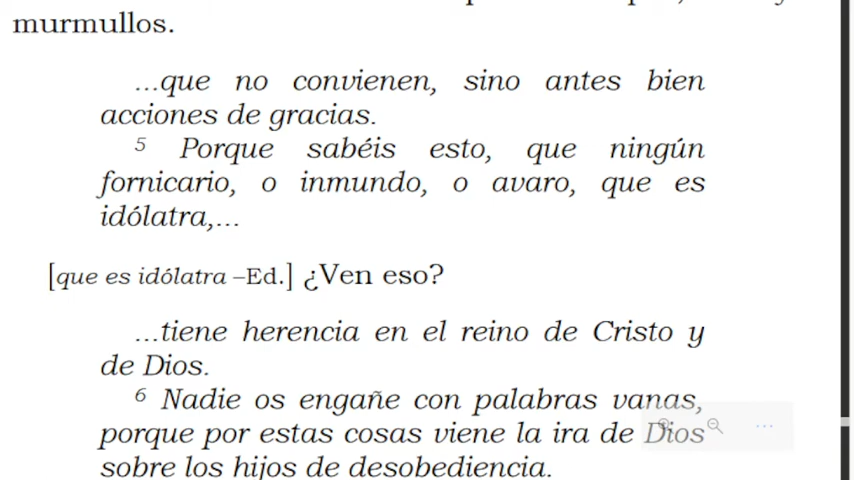 murmullos.
...que no convienen, sino antes bien
acciones de gracias.
5 Porque sabéis esto, que ningún
fornicario, o inmundo, o avaro, que es
idólatra,...
[que es idólatra –Ed.] ¿Ven eso?
...tiene herencia en el reino de Cristo y
de Dios.
6 Nadie os engañe con palabras vanas,
porque por estas cosas viene la ira de Dios
sobre los hijos de desobediencia.